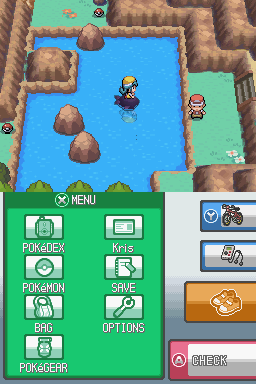 X MENU
POKéDEX
Kris
POKéMON
SAVE
BAG
OPTIONS
POKéGEAR
Y
A CHECK